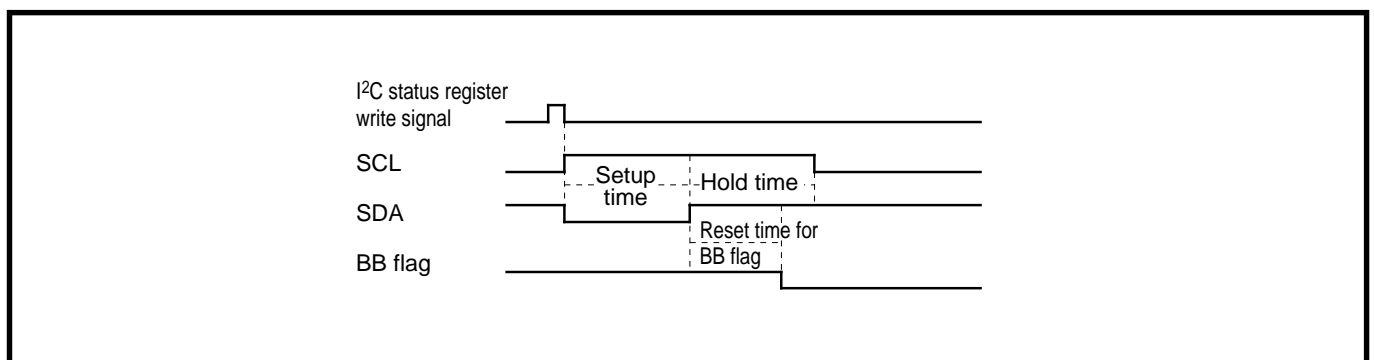 I²C status register
write signal
SCL
Setup
time
Hold time
SDA
Reset time for
BB flag
BB flag